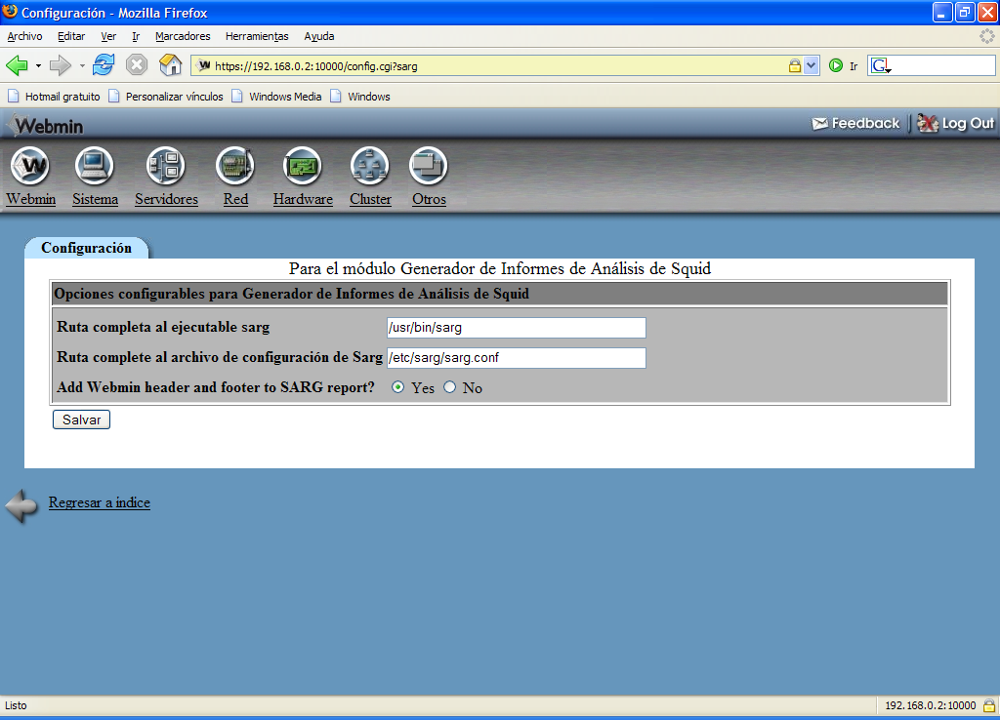 Configuración - Mozilla Firefox
Archivo Editar Ver Ir Marcadores Herramientas Ayuda
W https://192.168.0.2:10000/config.cgi?sarg Ir G
Hotmail gratuito Personalizar vínculos Windows Media Windows
Webmin Feedback Log Out
W
Webmin Sistema Servidores Red Hardware Cluster Otros
Configuración
Para el módulo Generador de Informes de Análisis de Squid
Opciones configurables para Generador de Informes de Análisis de Squid
Ruta completa al ejecutable sarg /usr/bin/sarg
Ruta complete al archivo de configuración de Sarg /etc/sarg/sarg.conf
Add Webmin header and footer to SARG report? Yes No
Salvar
Regresar a índice
Listo 192.168.0.2:10000